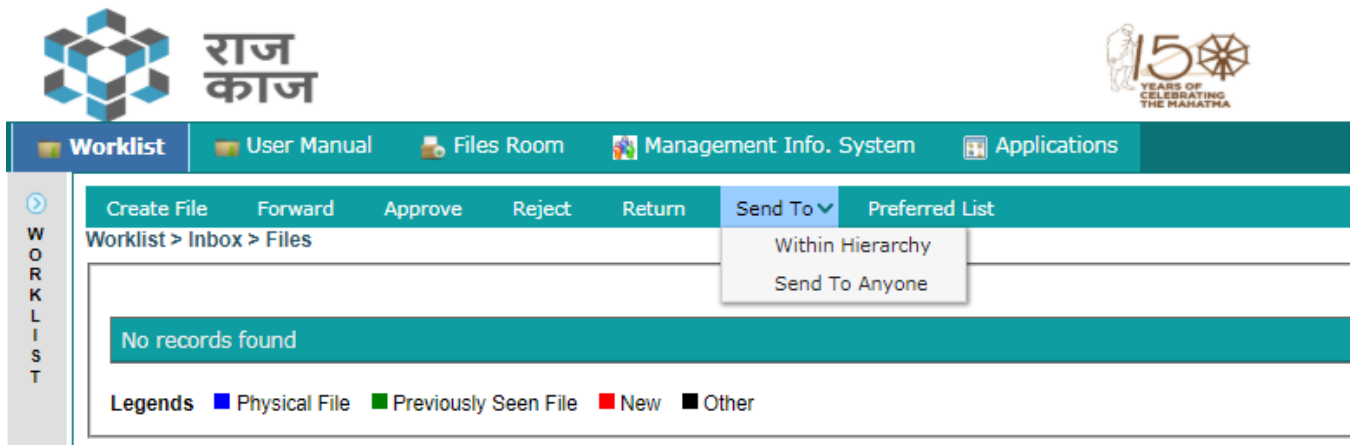 राज
काज
150
YEARS OF
CELEBRATING
THE MAHATMA
Worklist User Manual Files Room Management Info. System Applications
Create File Forward Approve Reject Return Send To Preferred List
Worklist > Inbox > Files
Within Hierarchy
Send To Anyone
No records found
Legends Physical File Previously Seen File New Other
W
O
R
K
L
I
S
T